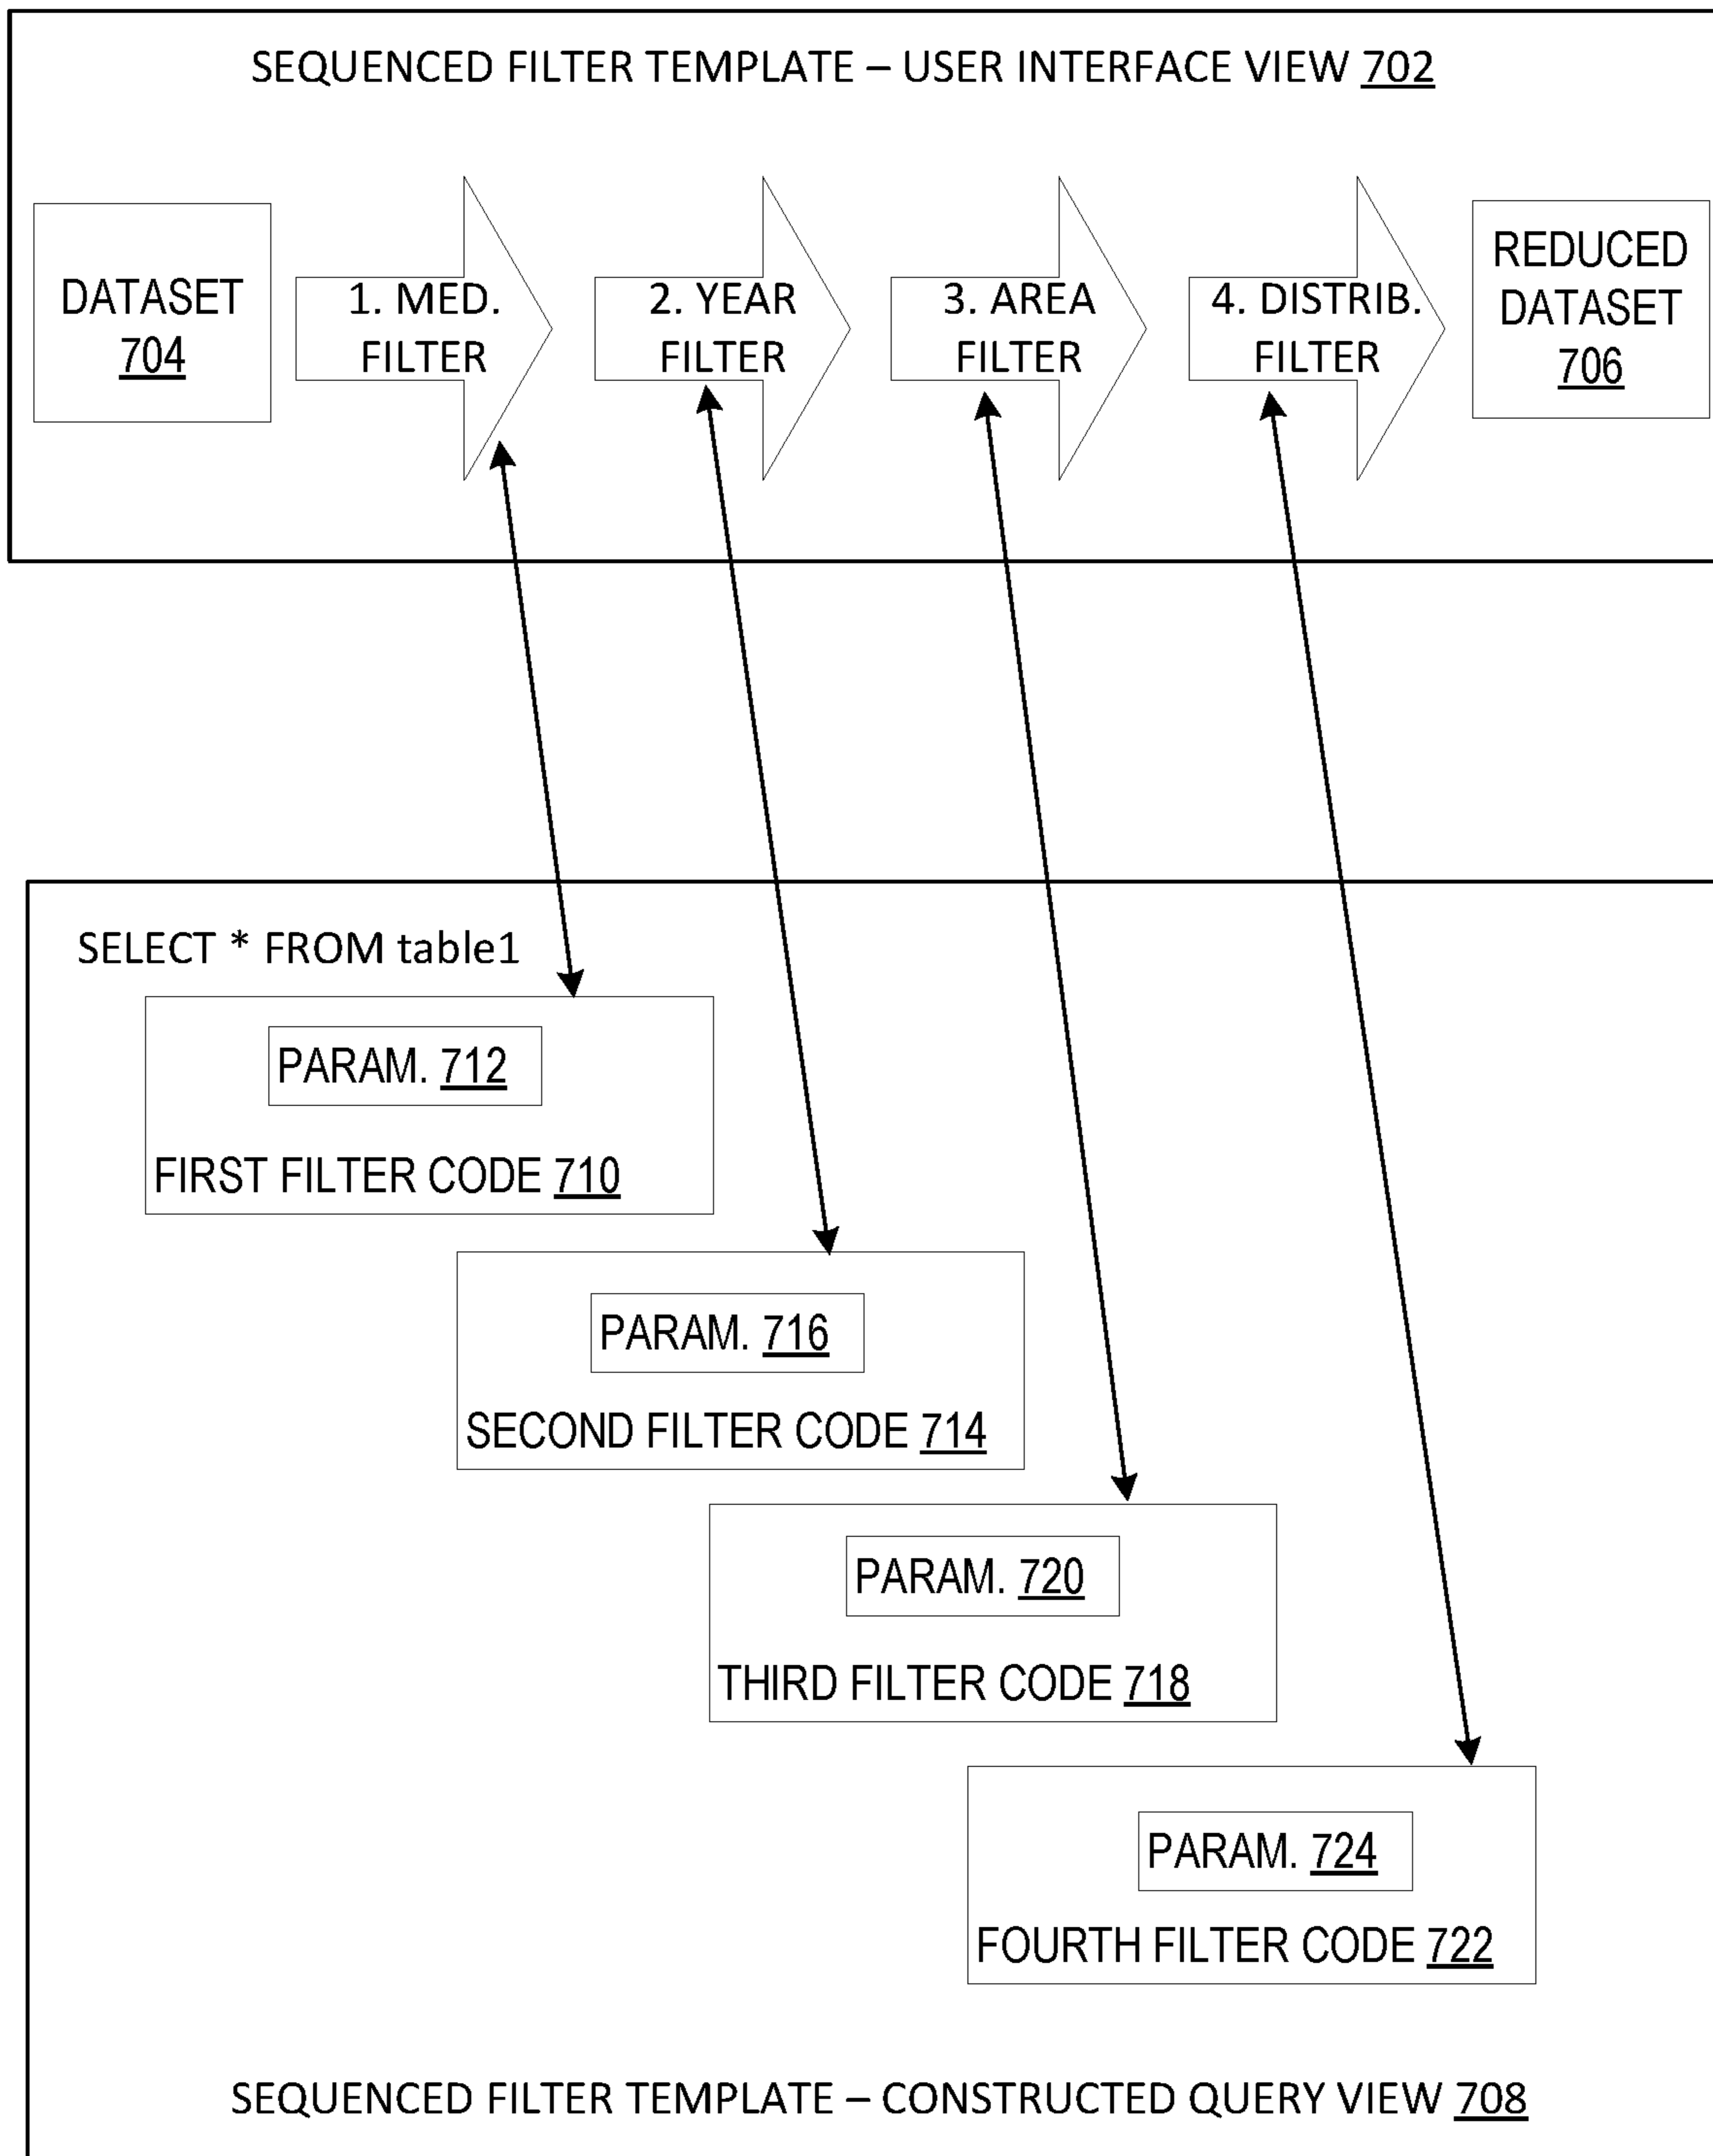 SEQUENCED FILTER TEMPLATE – USER INTERFACE VIEW 702
DATASET
704
1. MED.
FILTER
2. YEAR
FILTER
3. AREA
FILTER
4. DISTRIB.
FILTER
REDUCED
DATASET
706
SELECT * FROM table1
PARAM. 712
FIRST FILTER CODE 710
PARAM. 716
SECOND FILTER CODE 714
PARAM. 720
THIRD FILTER CODE 718
PARAM. 724
FOURTH FILTER CODE 722
SEQUENCED FILTER TEMPLATE – CONSTRUCTED QUERY VIEW 708